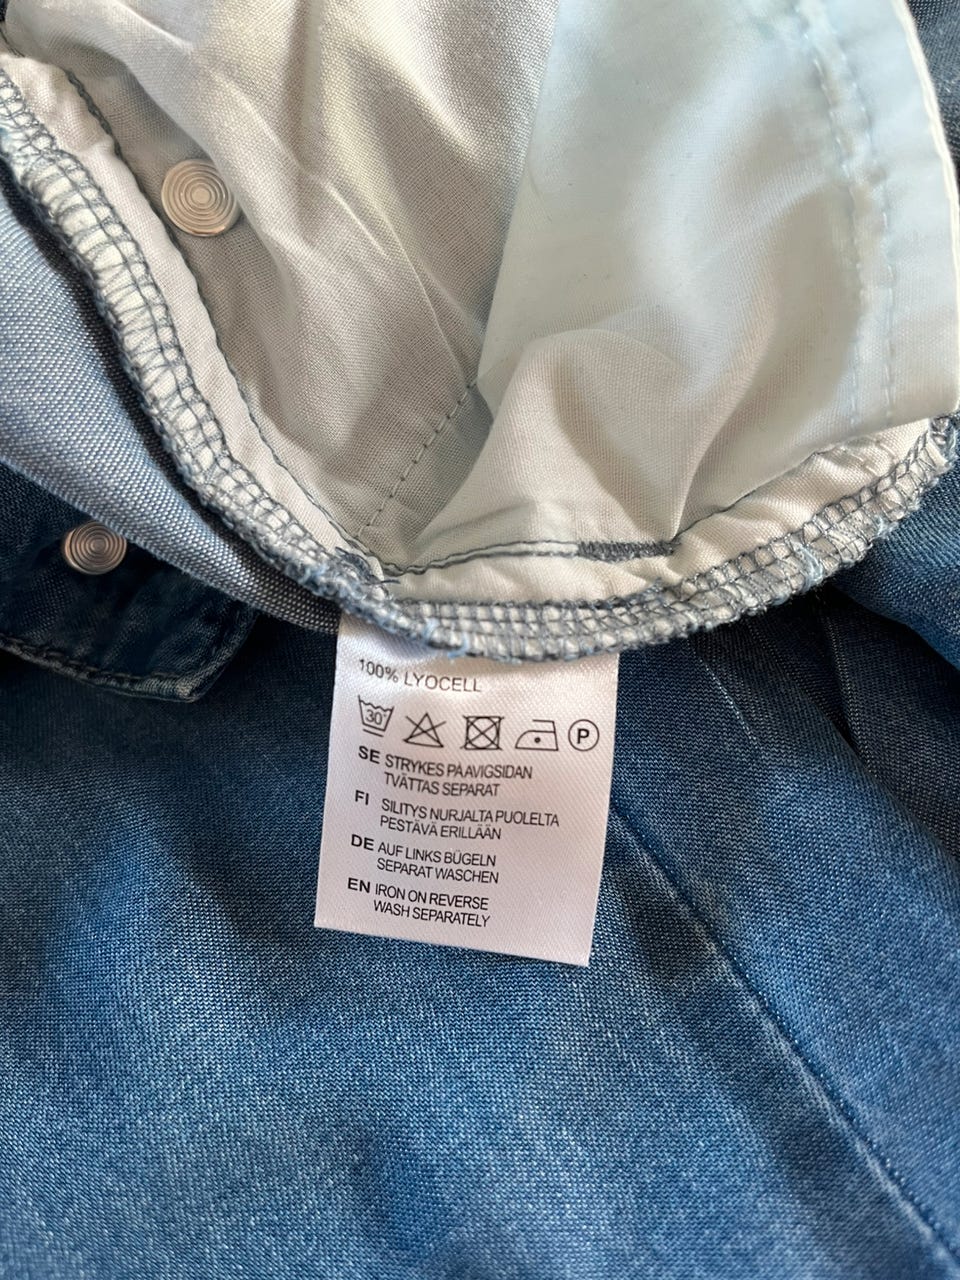 100% LYOCELL
30° P
SE STRYKES PÅ AVIGSIDAN
TVÄTTAS SEPARAT
FI SILITYS NURJALTA PUOLELTA
PESTÄVÄ ERILLÄÄN
DE AUF LINKS BÜGELN
SEPARAT WASCHEN
EN IRON ON REVERSE
WASH SEPARATELY